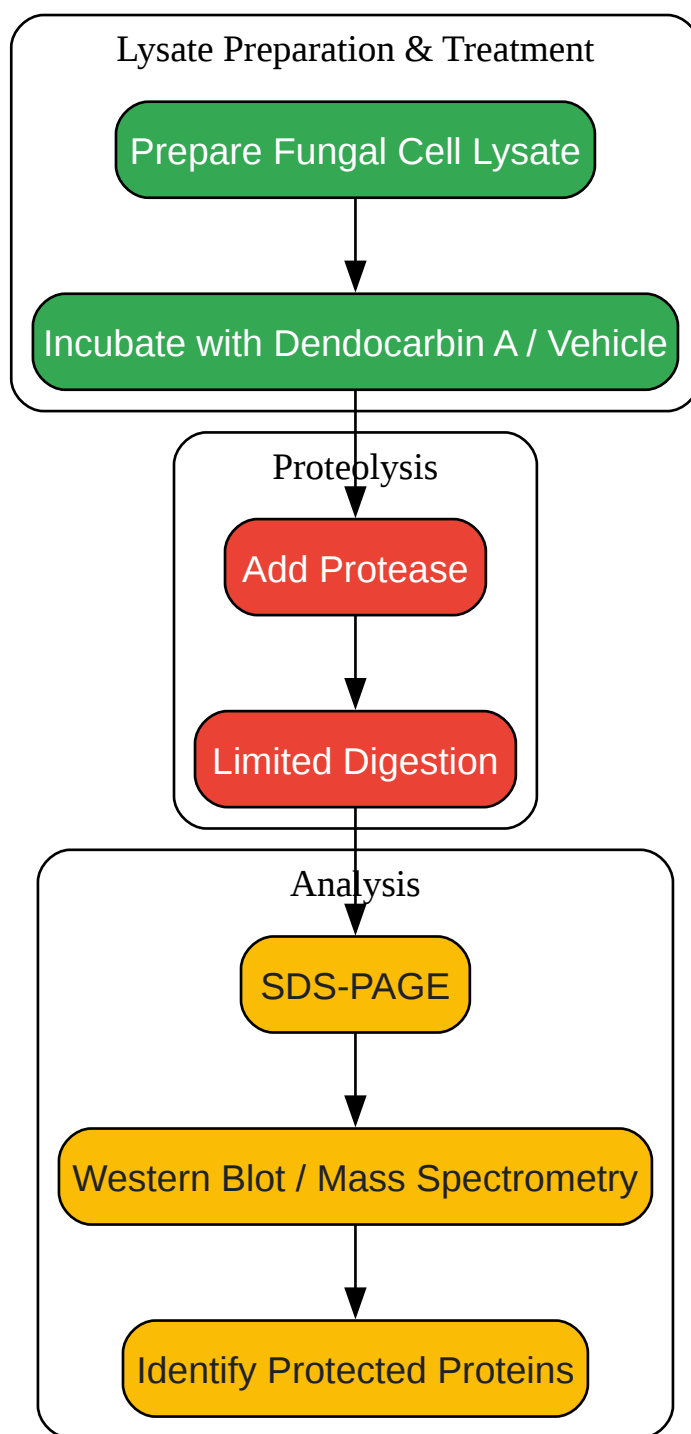 Lysate Preparation & Treatment
Prepare Fungal Cell Lysate
Incubate with Dendocarbin A / Vehicle
Proteolysis
Add Protease
Limited Digestion
Analysis
SDS-PAGE
Western Blot / Mass Spectrometry
Identify Protected Proteins